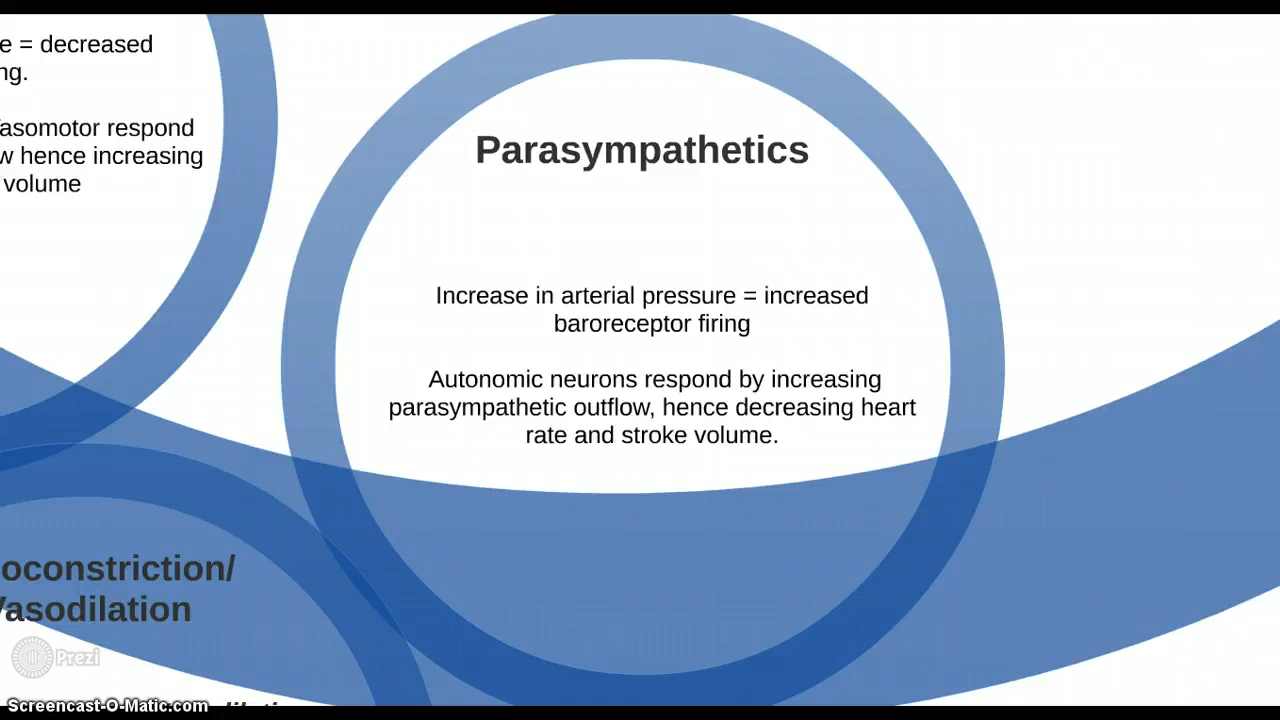 e = decreased
ng.
asomotor respond
w hence increasing
volume
Parasympathetics
Increase in arterial pressure = increased
baroreceptor firing
Autonomic neurons respond by increasing
parasympathetic outflow, hence decreasing heart
rate and stroke volume.
oconstriction/
Vasodilation
Prezi
Screencast-O-Matic.com